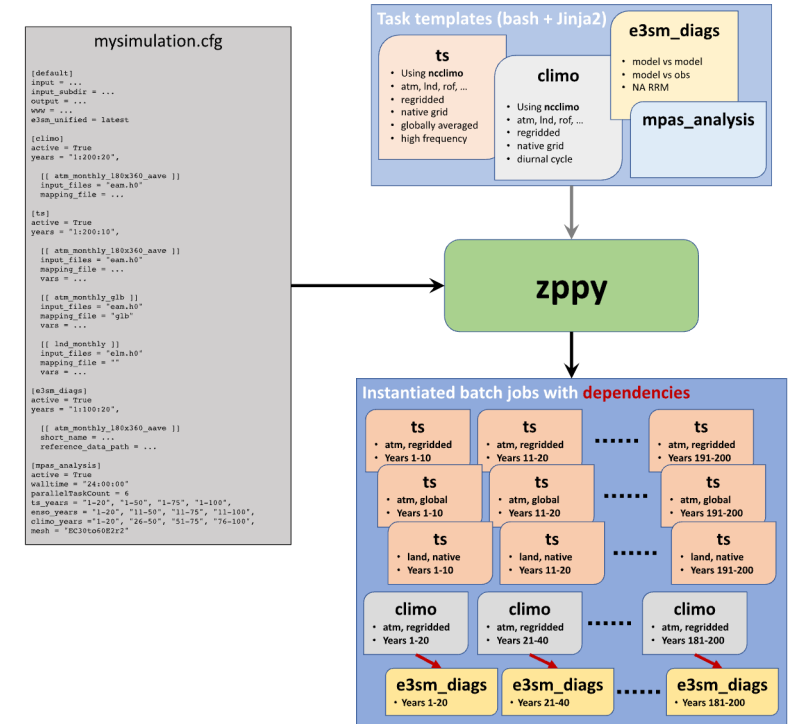 mysimulation.cfg
[default]
input = ...
input_subdir = ...
output = ...
www = ...
e3sm_unified = latest
[climo]
active = True
years = "1:200:20",
[[ atm_monthly_180x360_aave ]]
input_files = "eam.h0"
mapping_file = ...
[ts]
active = True
years = "1:200:10",
[[ atm_monthly_180x360_aave ]]
input_files = "eam.h0"
mapping_file = ...
vars = ...
[[ atm_monthly_glb ]]
input_files = "eam.h0"
mapping_file = "glb"
vars = ...
[[ lnd_monthly ]]
input_files = "elm.h0"
mapping_file = ""
vars = ...
[e3sm_diags]
active = True
years = "1:100:20",
[[ atm_monthly_180x360_aave ]]
short_name = ...
reference_data_path = ...
[mpas_analysis]
active = True
walltime = "24:00:00"
parallelTaskCount = 6
ts_years = "1-20", "1-50", "1-75", "1-100",
enso_years = "1-20", "11-50", "11-75", "11-100",
climo_years ="1-20", "26-50", "51-75", "76-100",
mesh = "EC30to60E2r2"
Task templates (bash + Jinja2)
ts
• Using ncclimo
• atm, lnd, rof, ...
• regridded
• native grid
• globally averaged
• high frequency
climo
• Using ncclimo
• atm, lnd, rof, ...
• regridded
• native grid
• diurnal cycle
e3sm_diags
• model vs model
• model vs obs
• NA RRM
mpas_analysis
zppy
Instantiated batch jobs with dependencies
ts
• atm, regridded
• Years 1-10
ts
• atm, regridded
• Years 11-20
......
ts
• atm, regridded
• Years 191-200
ts
• atm, global
• Years 1-10
ts
• atm, global
• Years 11-20
......
ts
• atm, global
• Years 191-200
ts
• land, native
• Years 1-10
ts
• land, native
• Years 11-20
......
ts
• land, native
• Years 191-200
climo
• atm, regridded
• Years 1-20
climo
• atm, regridded
• Years 21-40
......
climo
• atm, regridded
• Years 181-200
e3sm_diags
• Years 1-20
e3sm_diags
• Years 21-40
......
e3sm_diags
• Years 181-200